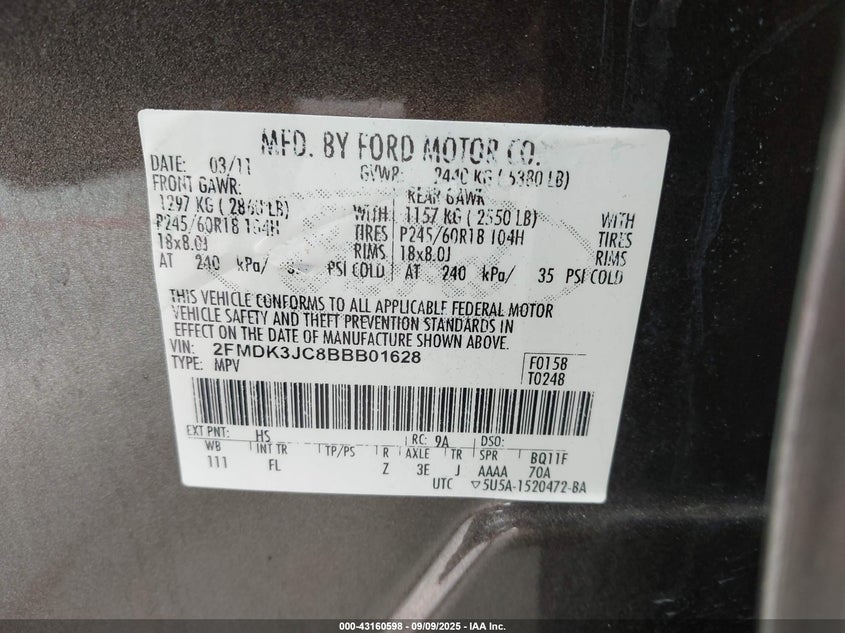 MFD. BY FORD MOTOR CO.
DATE: 03/11 GVWR: 2440 KG ( 5380 LB)
FRONT GAWR: REAR GAWR
1297 KG ( 2860 LB) WITH 1157 KG ( 2550 LB) WITH
P245/60R18 104H TIRES P245/60R18 104H TIRES
18x8.0J RIMS 18x8.0J RIMS
AT 240 kPa/ 35 PSI COLD AT 240 kPa/ 35 PSI COLD
THIS VEHICLE CONFORMS TO ALL APPLICABLE FEDERAL MOTOR
VEHICLE SAFETY AND THEFT PREVENTION STANDARDS IN
EFFECT ON THE DATE OF MANUFACTURE SHOWN ABOVE.
VIN: 2FMDK3JC8BBB01628 F0158
TYPE: MPV T0248
EXT PNT: HS RC: 9A DSO:
WB INT TR TP/PS R AXLE TR SPR BQ11F
111 FL Z 3E J AAAA 70A
UTC ▽5U5A-1520472-BA
000-43160598 - 09/09/2025 - IAA Inc.